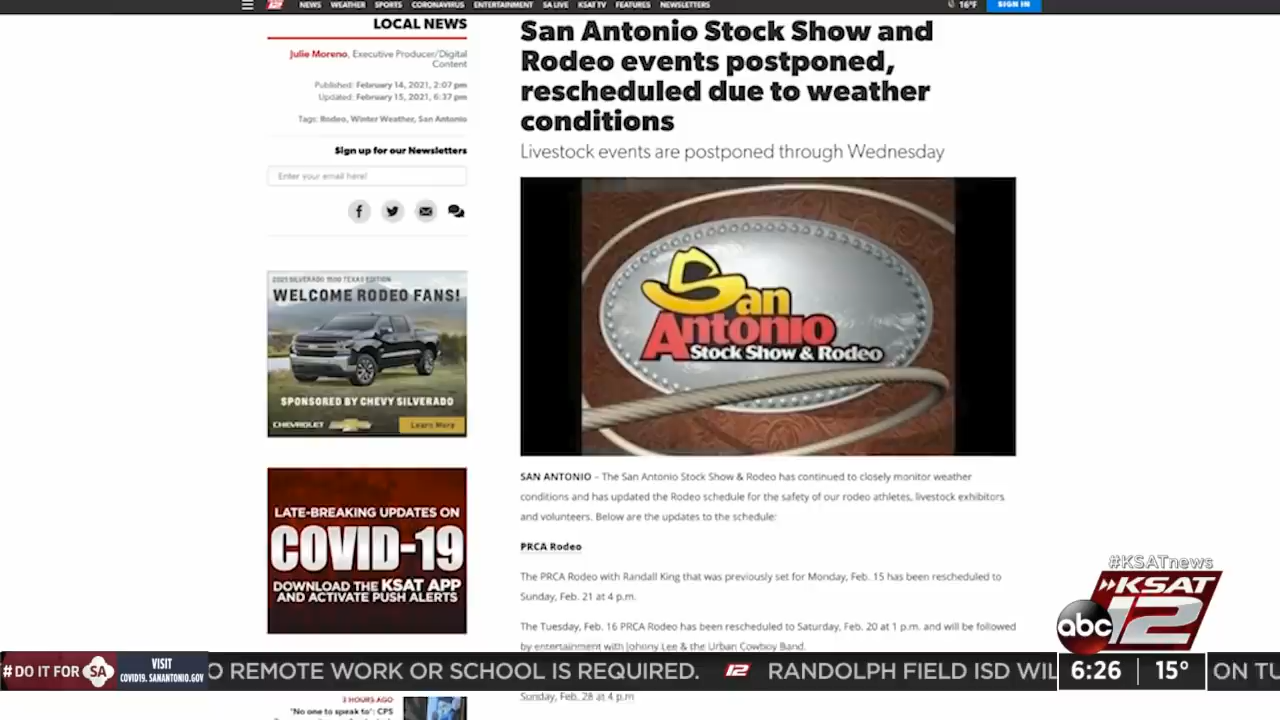 NEWS WEATHER SPORTS CORONAVIRUS ENTERTAINMENT SA LIVE KSAT TV FEATURES NEWSLETTERS
16°F
SIGN IN
LOCAL NEWS
Julie Moreno, Executive Producer/Digital
Content
Published: February 14, 2021, 2:07 pm
Updated: February 15, 2021, 6:37 pm
Tags: Rodeo, Winter Weather, San Antonio
Sign up for our Newsletters
Enter your email here!
2021 SILVERADO 1500 TEXAS EDITION
WELCOME RODEO FANS!
SPONSORED BY CHEVY SILVERADO
CHEVROLET
Learn More
LATE-BREAKING UPDATES ON
COVID-19
DOWNLOAD THE KSAT APP
AND ACTIVATE PUSH ALERTS
3 HOURS AGO
"No one to speak to": CPS
San Antonio Stock Show and
Rodeo events postponed,
rescheduled due to weather
conditions
Livestock events are postponed through Wednesday
San
Antonio
Stock Show & Rodeo
SAN ANTONIO – The San Antonio Stock Show & Rodeo has continued to closely monitor weather
conditions and has updated the Rodeo schedule for the safety of our rodeo athletes, livestock exhibitors
and volunteers. Below are the updates to the schedule:
PRCA Rodeo
The PRCA Rodeo with Randall King that was previously set for Monday, Feb. 15 has been rescheduled to
Sunday, Feb. 21 at 4 p.m.
The Tuesday, Feb. 16 PRCA Rodeo has been rescheduled to Saturday, Feb. 20 at 1 p.m. and will be followed
by entertainment with Johnny Lee & the Urban Cowboy Band.
Sunday, Feb. 28 at 4 p.m
#KSATnews
KSAT
abc 12
#DO IT FOR SA
VISIT
COVID19.SANANTONIO.GOV
O REMOTE WORK OR SCHOOL IS REQUIRED. 12 RANDOLPH FIELD ISD WIL
6:26 15°
ON TU